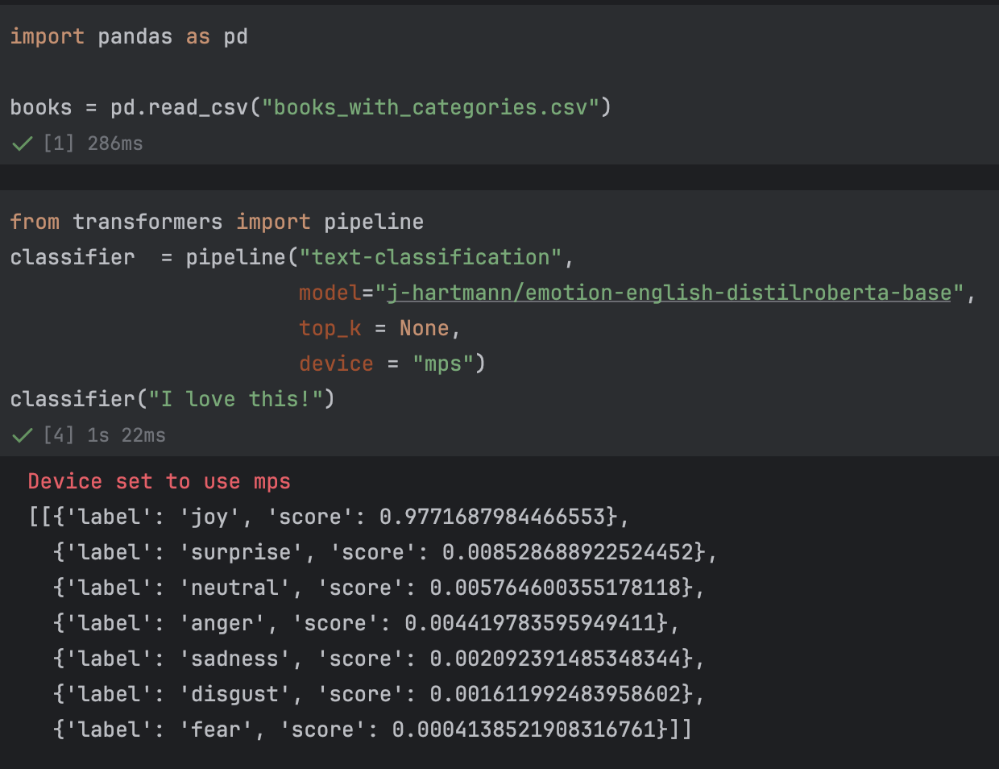 import pandas as pd
books = pd.read_csv("books_with_categories.csv")
[1] 286ms
from transformers import pipeline
classifier  = pipeline("text-classification",
model="j-hartmann/emotion-english-distilroberta-base",
top_k = None,
device = "mps")
classifier("I love this!")
[4] 1s 22ms
Device set to use mps
[[{'label': 'joy', 'score': 0.9771687984466553},
{'label': 'surprise', 'score': 0.008528688922524452},
{'label': 'neutral', 'score': 0.005764600355178118},
{'label': 'anger', 'score': 0.004419783595949411},
{'label': 'sadness', 'score': 0.002092391485348344},
{'label': 'disgust', 'score': 0.001611992483958602},
{'label': 'fear', 'score': 0.0004138521908316761}]]